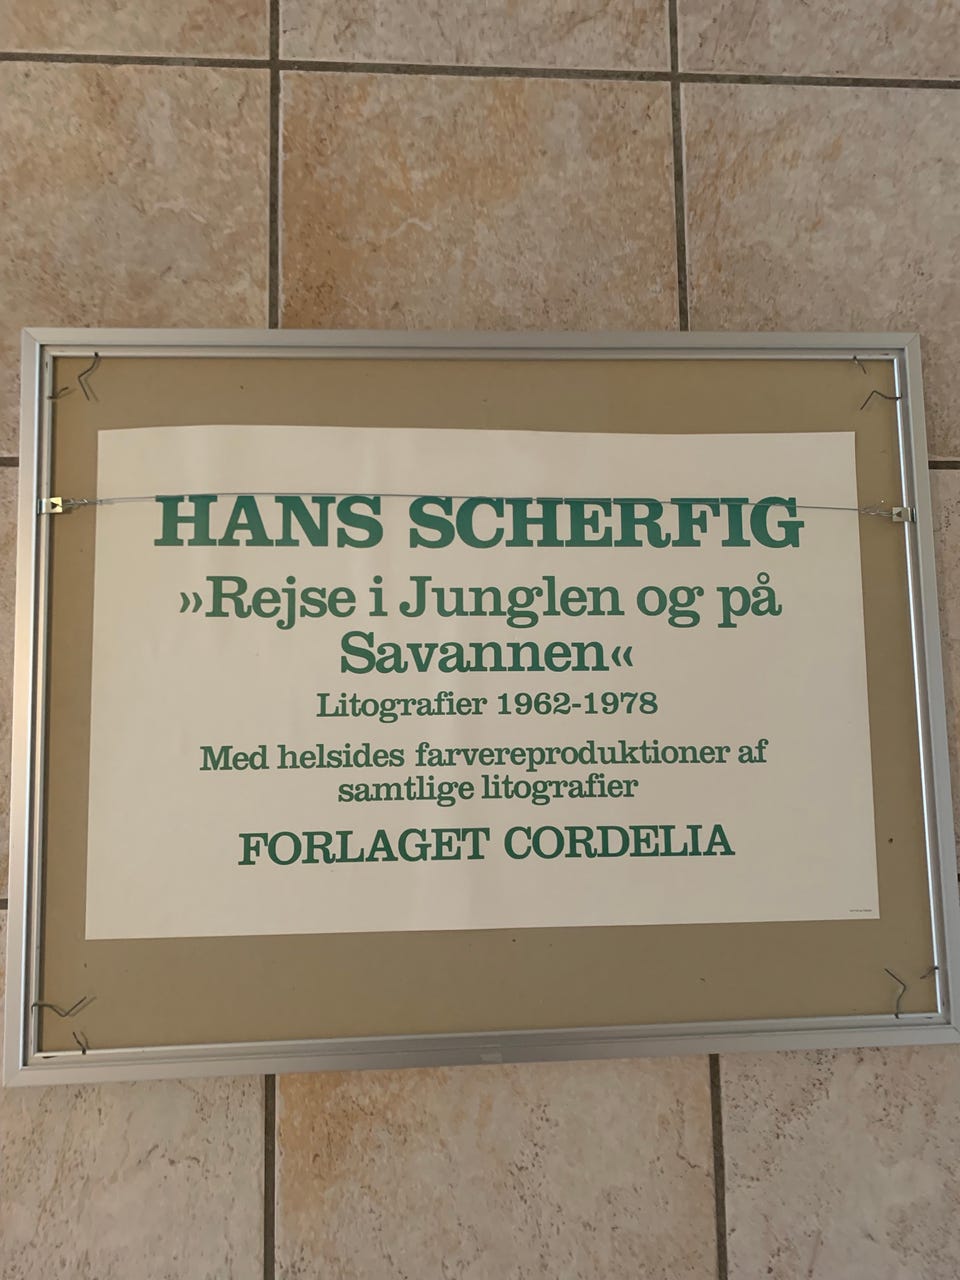 HANS SCHERFIG
»Rejse i Junglen og på
Savannen«
Litografier 1962-1978
Med helsides farvereproduktioner af
samtlige litografier
FORLAGET CORDELIA